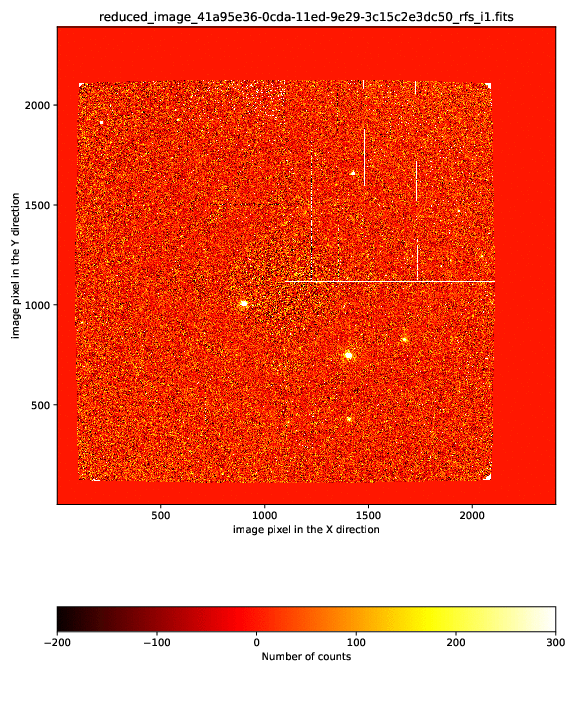 reduced_image_41a95e36-0cda-11ed-9e29-3c15c2e3dc50_rfs_i1.fits
2000
1500
1000
500
image pixel in the Y direction
500 1000 1500 2000
image pixel in the X direction
−200 −100 0 100 200 300
Number of counts